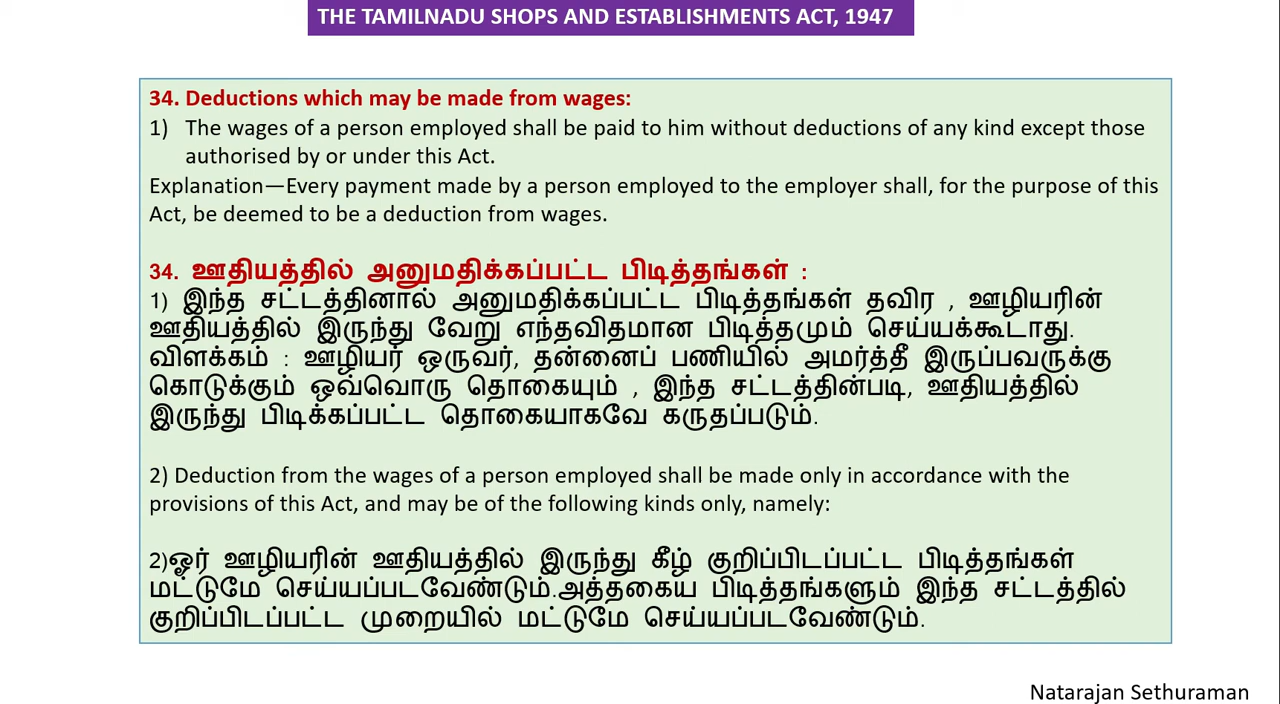 THE TAMILNADU SHOPS AND ESTABLISHMENTS ACT, 1947
34. Deductions which may be made from wages:
1) The wages of a person employed shall be paid to him without deductions of any kind except those
authorised by or under this Act.
Explanation—Every payment made by a person employed to the employer shall, for the purpose of this
Act, be deemed to be a deduction from wages.
34. ஊதியத்தில் அனுமதிக்கப்பட்ட பிடித்தங்கள் :
1) இந்த சட்டத்தினால் அனுமதிக்கப்பட்ட பிடித்தங்கள் தவிர , ஊழியரின்
ஊதியத்தில் இருந்து வேறு எந்தவிதமான பிடித்தமும் செய்யக்கூடாது.
விளக்கம் : ஊழியர் ஒருவர், தன்னைப் பணியில் அமர்த்தீ இருப்பவருக்கு
கொடுக்கும் ஒவ்வொரு தொகையும் , இந்த சட்டத்தின்படி, ஊதியத்தில்
இருந்து பிடிக்கப்பட்ட தொகையாகவே கருதப்படும்.
2) Deduction from the wages of a person employed shall be made only in accordance with the
provisions of this Act, and may be of the following kinds only, namely:
2)ஓர் ஊழியரின் ஊதியத்தில் இருந்து கீழ் குறிப்பிடப்பட்ட பிடித்தங்கள்
மட்டுமே செய்யப்படவேண்டும்.அத்தகைய பிடித்தங்களும் இந்த சட்டத்தில்
குறிப்பிடப்பட்ட முறையில் மட்டுமே செய்யப்படவேண்டும்.
Natarajan Sethuraman